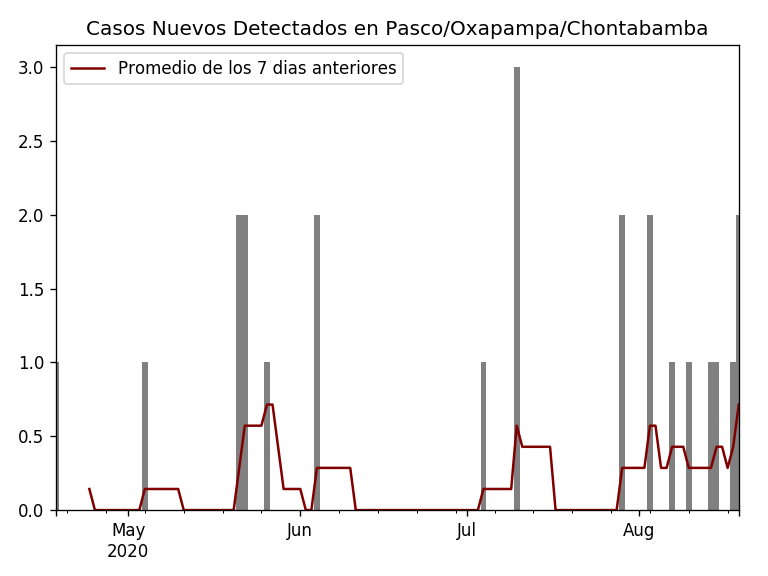 Casos Nuevos Detectados en Pasco/Oxapampa/Chontabamba
Promedio de los 7 dias anteriores
3.0
2.5
2.0
1.5
1.0
0.5
0.0
May Jun Jul Aug
2020